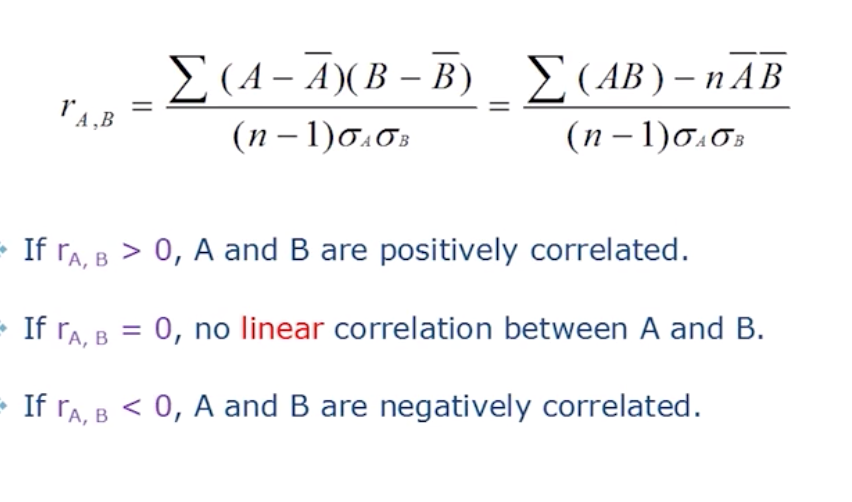 r_{A,B} = \frac{\sum (A - \overline{A})(B - \overline{B})}{(n - 1)\sigma_A \sigma_B} = \frac{\sum (AB) - n \overline{A}\,\overline{B}}{(n - 1)\sigma_A \sigma_B}
If r_{A, B} > 0, A and B are positively correlated.
If r_{A, B} = 0, no linear correlation between A and B.
If r_{A, B} < 0, A and B are negatively correlated.